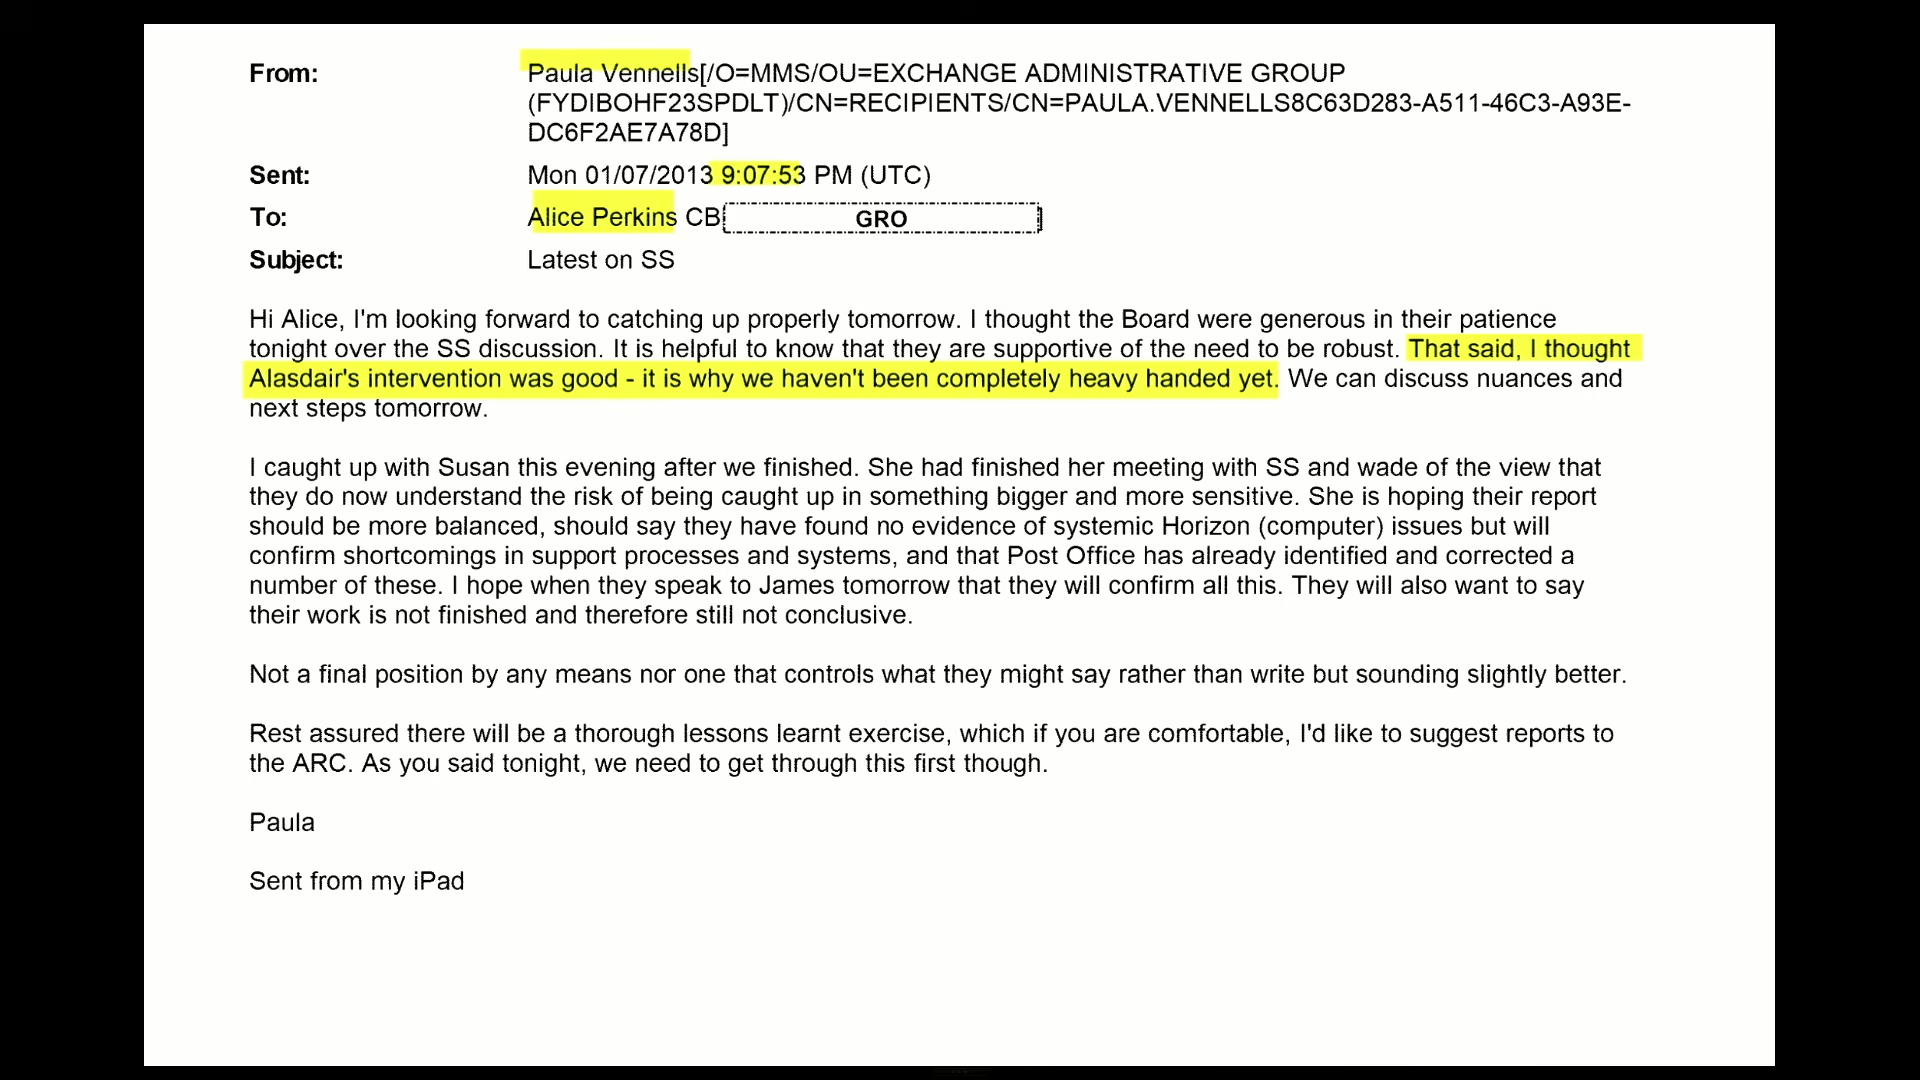 From: Paula Vennells[/O=MMS/OU=EXCHANGE ADMINISTRATIVE GROUP
(FYDIBOHF23SPDLT)/CN=RECIPIENTS/CN=PAULA.VENNELLS8C63D283-A511-46C3-A93E-
DC6F2AE7A78D]
Sent: Mon 01/07/2013 9:07:53 PM (UTC)
To: Alice Perkins CB[ GRO ]
Subject: Latest on SS
Hi Alice, I'm looking forward to catching up properly tomorrow. I thought the Board were generous in their patience
tonight over the SS discussion. It is helpful to know that they are supportive of the need to be robust. That said, I thought
Alasdair's intervention was good - it is why we haven't been completely heavy handed yet. We can discuss nuances and
next steps tomorrow.
I caught up with Susan this evening after we finished. She had finished her meeting with SS and wade of the view that
they do now understand the risk of being caught up in something bigger and more sensitive. She is hoping their report
should be more balanced, should say they have found no evidence of systemic Horizon (computer) issues but will
confirm shortcomings in support processes and systems, and that Post Office has already identified and corrected a
number of these. I hope when they speak to James tomorrow that they will confirm all this. They will also want to say
their work is not finished and therefore still not conclusive.
Not a final position by any means nor one that controls what they might say rather than write but sounding slightly better.
Rest assured there will be a thorough lessons learnt exercise, which if you are comfortable, I'd like to suggest reports to
the ARC. As you said tonight, we need to get through this first though.
Paula
Sent from my iPad